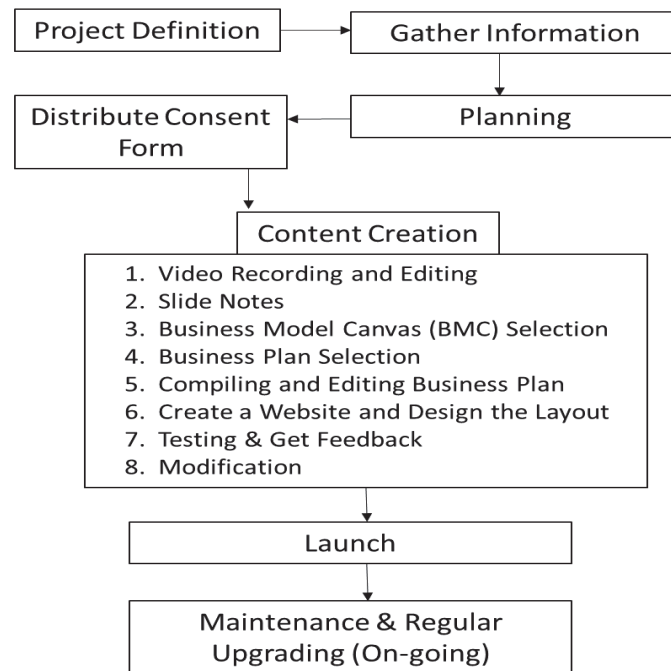 Project Definition
Gather Information
Planning
Distribute Consent
Form
Content Creation
1. Video Recording and Editing
2. Slide Notes
3. Business Model Canvas (BMC) Selection
4. Business Plan Selection
5. Compiling and Editing Business Plan
6. Create a Website and Design the Layout
7. Testing & Get Feedback
8. Modification
Launch
Maintenance & Regular
Upgrading (On-going)